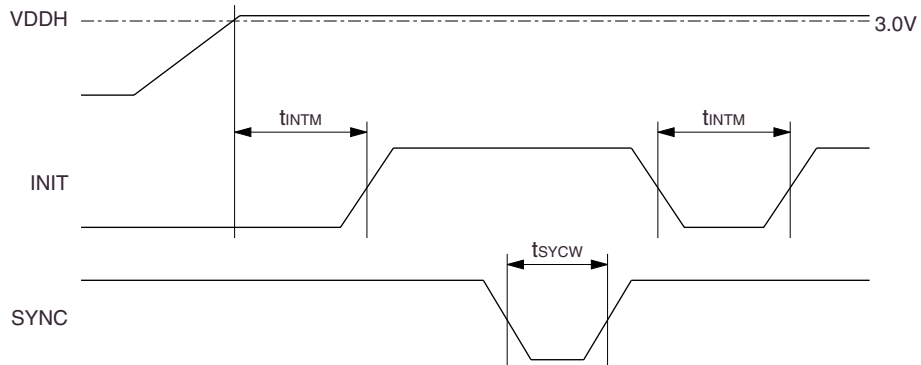 VDDH
3.0V
tINTM
tINTM
INIT
tSYCW
SYNC